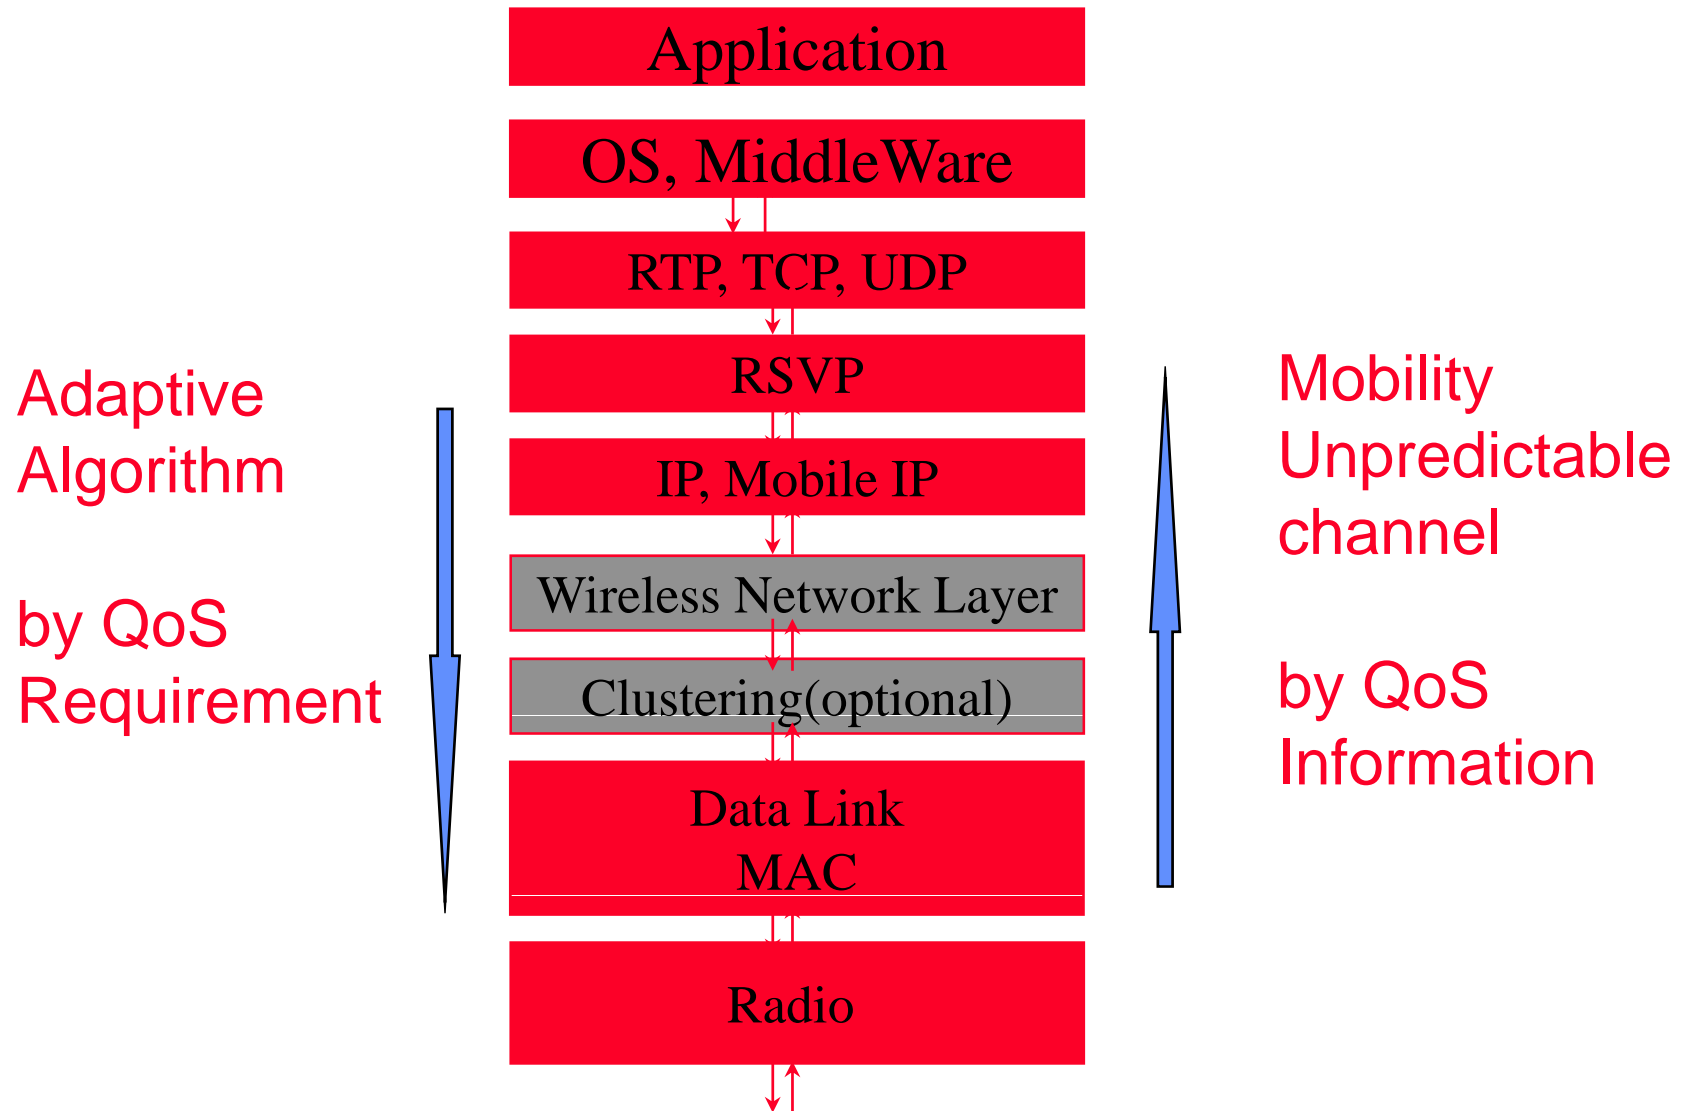 Application
OS, MiddleWare
RTP, TCP, UDP
RSVP
IP, Mobile IP
Wireless Network Layer
Clustering(optional)
Data Link
MAC
Radio
Adaptive
Algorithm
by QoS
Requirement
Mobility
Unpredictable
channel
by QoS
Information